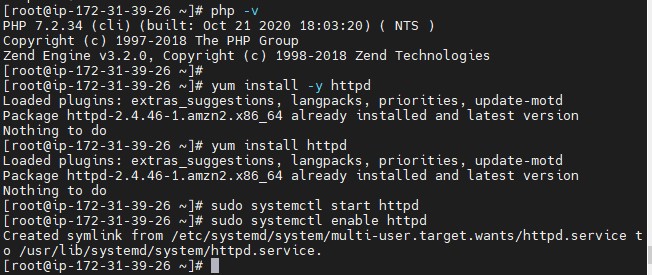 [root@ip-172-31-39-26 ~]# php -v
PHP 7.2.34 (cli) (built: Oct 21 2020 18:03:20) ( NTS )
Copyright (c) 1997-2018 The PHP Group
Zend Engine v3.2.0, Copyright (c) 1998-2018 Zend Technologies
[root@ip-172-31-39-26 ~]#
[root@ip-172-31-39-26 ~]# yum install -y httpd
Loaded plugins: extras_suggestions, langpacks, priorities, update-motd
Package httpd-2.4.46-1.amzn2.x86_64 already installed and latest version
Nothing to do
[root@ip-172-31-39-26 ~]# yum install httpd
Loaded plugins: extras_suggestions, langpacks, priorities, update-motd
Package httpd-2.4.46-1.amzn2.x86_64 already installed and latest version
Nothing to do
[root@ip-172-31-39-26 ~]# sudo systemctl start httpd
[root@ip-172-31-39-26 ~]# sudo systemctl enable httpd
Created symlink from /etc/systemd/system/multi-user.target.wants/httpd.service t
o /usr/lib/systemd/system/httpd.service.
[root@ip-172-31-39-26 ~]#